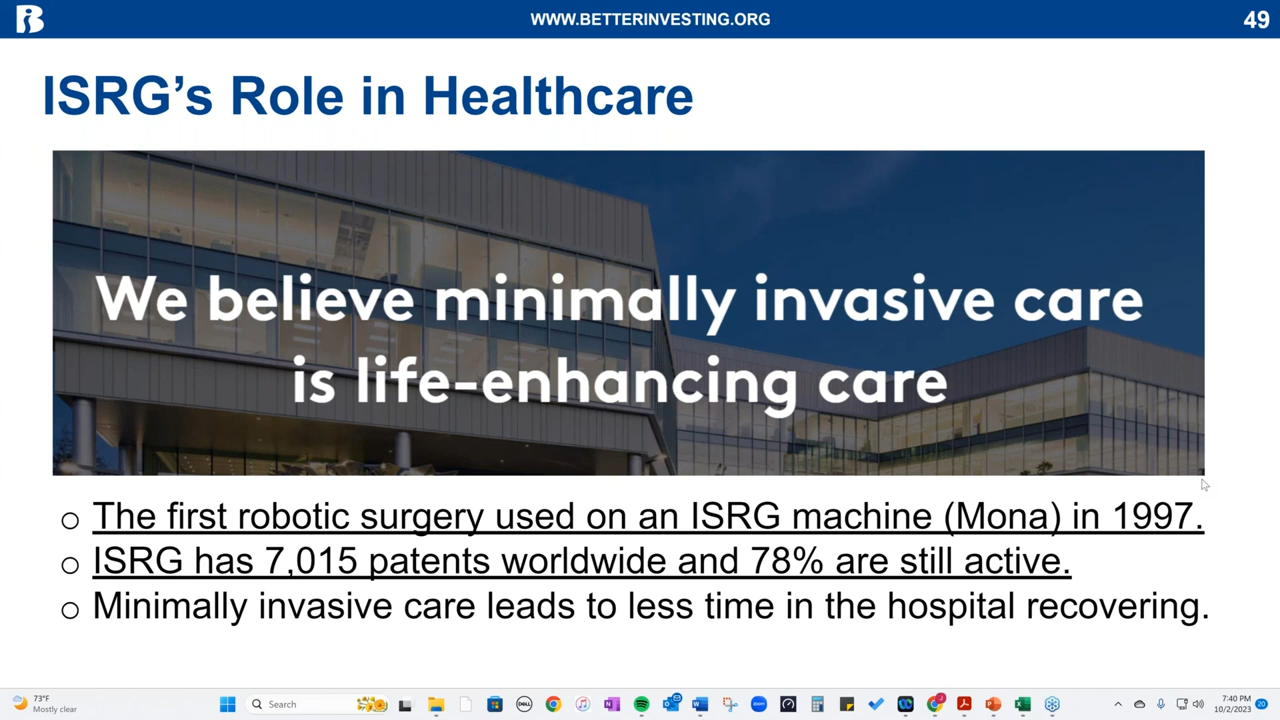 WWW.BETTERINVESTING.ORG
49
ISRG's Role in Healthcare
We believe minimally invasive care
is life-enhancing care
o The first robotic surgery used on an ISRG machine (Mona) in 1997.
o ISRG has 7,015 patents worldwide and 78% are still active.
o Minimally invasive care leads to less time in the hospital recovering.
73°F
Mostly clear
Search
DELL
zoom
7:40 PM
10/2/2023
20